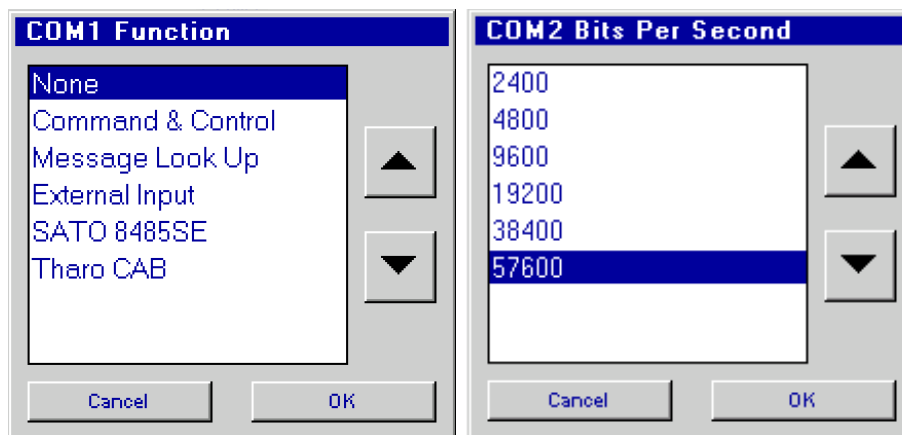 COM1 Function
None
Command & Control
Message Look Up
External Input
SATO 8485SE
Tharo CAB
Cancel
OK
COM2 Bits Per Second
2400
4800
9600
19200
38400
57600
Cancel
OK